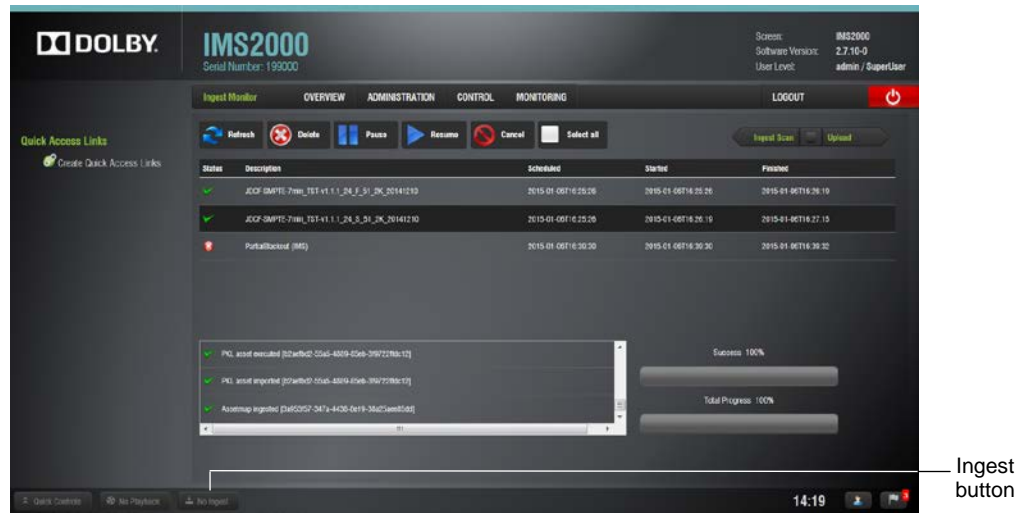 DOLBY.
IMS2000
Serial Number: 199000
Screen: IMS2000
Software Version: 2.7.10-0
User Level: admin / SuperUser
Ingest Monitor OVERVIEW ADMINISTRATION CONTROL MONITORING LOGOUT
Quick Access Links
Create Quick Access Links
Refresh Delete Pause Resume Cancel Select all Ingest Scan Upload
Status Description Scheduled Started Finished
2015-01-06T16:25:26 2015-01-06T16:25:26 2015-01-06T16:26:19
2015-01-06T16:25:26 2015-01-06T16:26:19 2015-01-06T16:27:15
PartialBlackout (IMS) 2015-01-06T16:39:30 2015-01-06T16:39:30 2015-01-06T16:39:32
PKL asset executed
PKL asset imported
Assetmap ingested
Success: 100%
Total Progress: 100%
Quick Controls No Playback No Ingest 14:19 3
Ingest
button